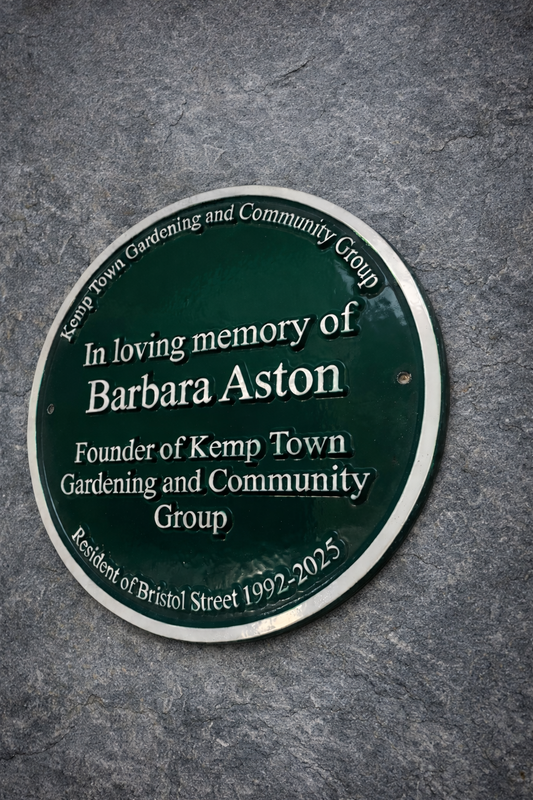 Kemp Town Gardening and Community Group
In loving memory of
Barbara Aston
Founder of Kemp Town
Gardening and Community
Group
Resident of Bristol Street 1992-2025